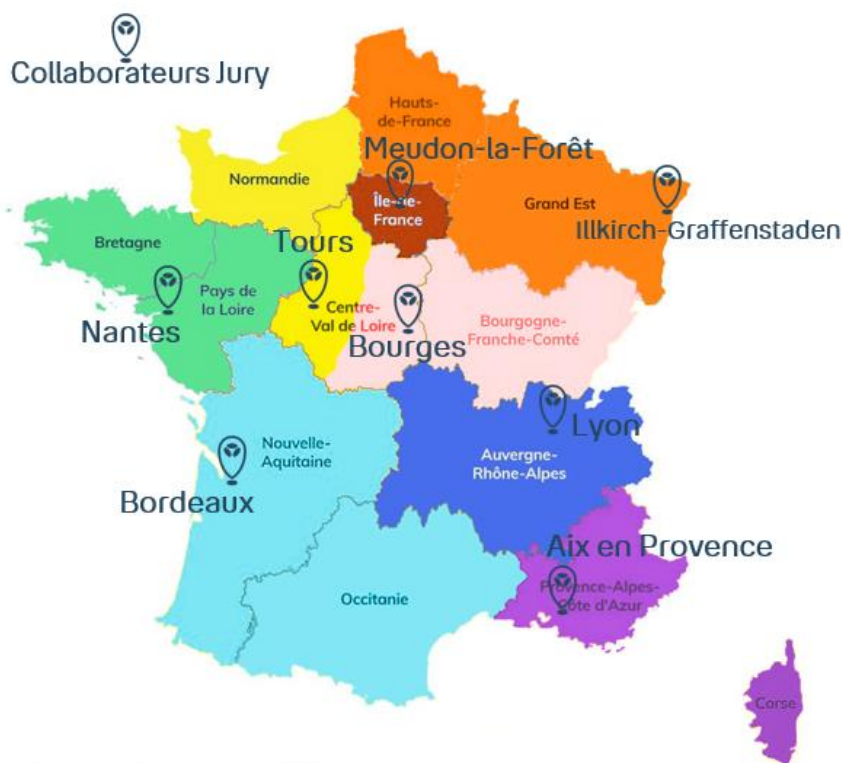 Collaborateurs Jury
Hauts-
de-France
Meudon-la-Forêt
Normandie
Île-de-
France
Grand Est
Illkirch-Graffenstaden
Bretagne
Tours
Pays de
la Loire
Centre-
Val de Loire
Nantes
Bourges
Bourgogne-
Franche-Comté
Lyon
Nouvelle-
Aquitaine
Auvergne-
Rhône-Alpes
Bordeaux
Aix en Provence
Provence-Alpes-
Côte d'Azur
Occitanie
Corse